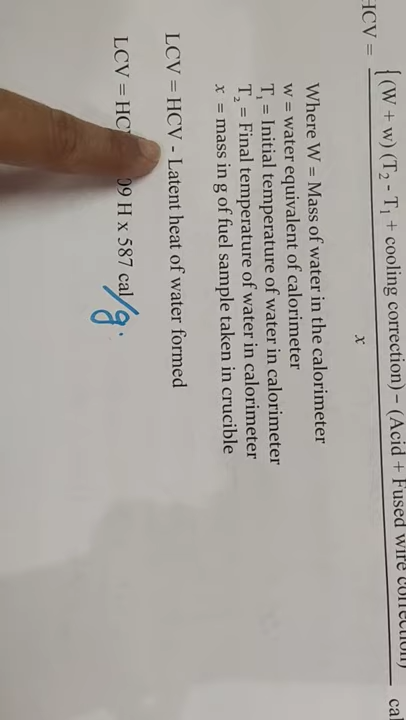 HCV = {(W + w) (T₂ - T₁ + cooling correction) – (Acid + Fused wire correction)
x
Where W = Mass of water in the calorimeter
w = water equivalent of calorimeter
T₁ = Initial temperature of water in calorimeter
T₂ = Final temperature of water in calorimeter
x = mass in g of fuel sample taken in crucible
LCV = HCV - Latent heat of water formed
LCV = HC 09 H x 587 cal/g.